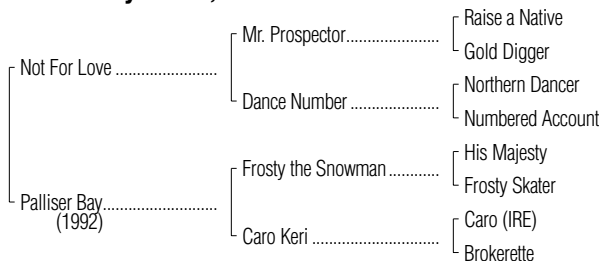 Raise a Native
Mr. Prospector.....................
Gold Digger
Not For Love .......................
Northern Dancer
Dance Number ....................
Numbered Account
His Majesty
Frosty the Snowman ............
Frosty Skater
Palliser Bay..........................
(1992)
Caro (IRE)
Caro Keri .............................
Brokerette